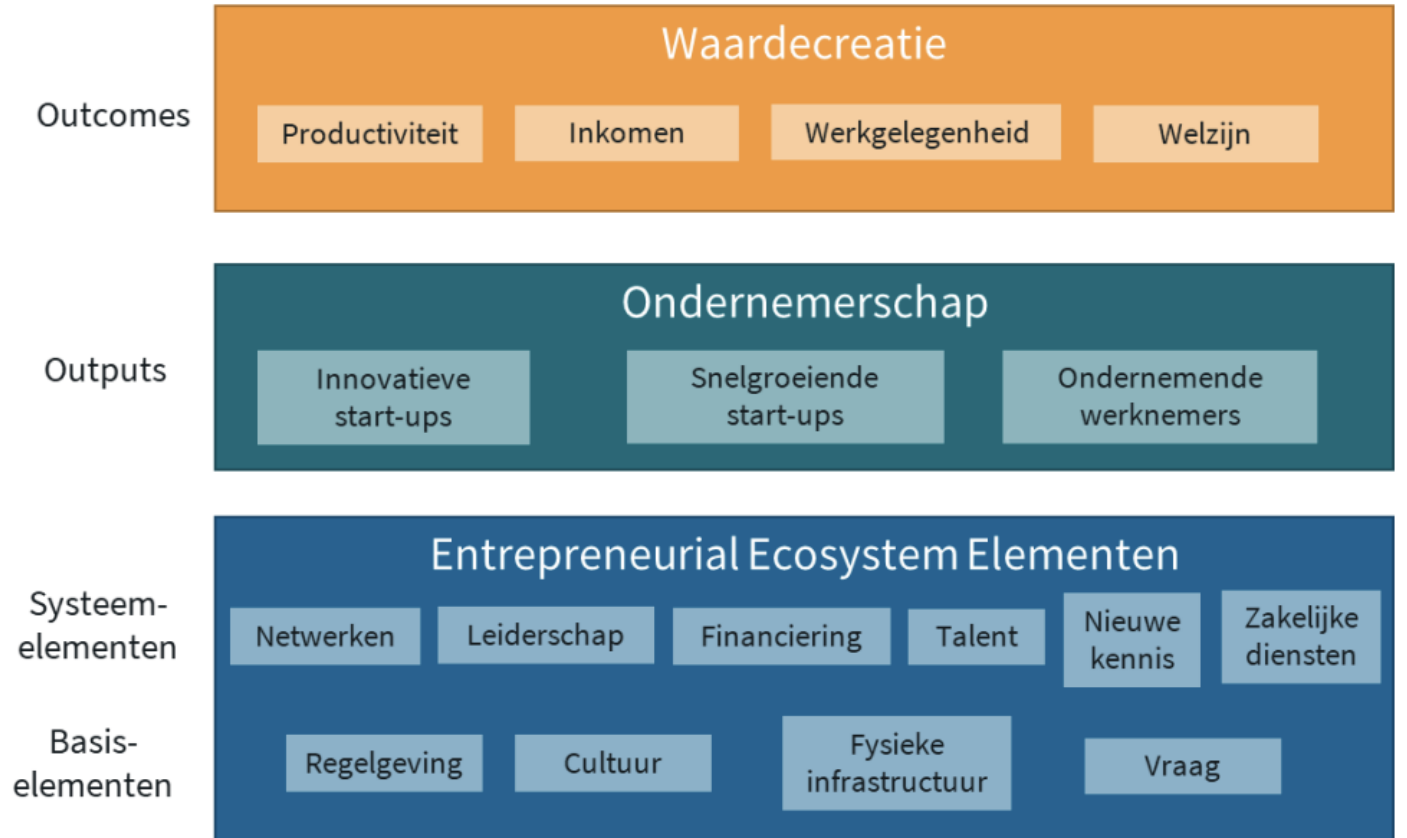 Waardecreatie
Outcomes
Productiviteit
Inkomen
Werkgelegenheid
Welzijn
Ondernemerschap
Outputs
Innovatieve
start-ups
Snelgroeiende
start-ups
Ondernemende
werknemers
Entrepreneurial Ecosystem Elementen
Systeem-
elementen
Netwerken
Leiderschap
Financiering
Talent
Nieuwe
kennis
Zakelijke
diensten
Basis-
elementen
Regelgeving
Cultuur
Fysieke
infrastructuur
Vraag